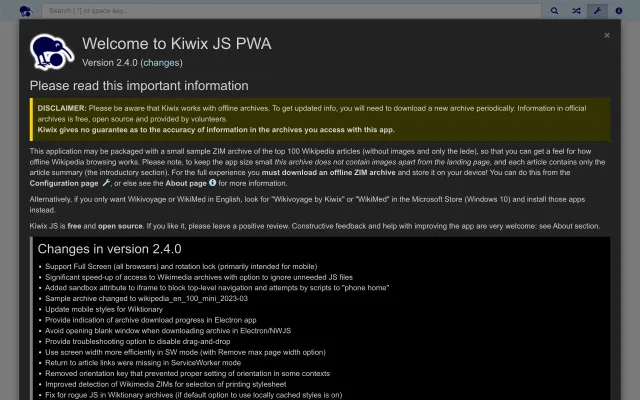 Search [ *] or space key...
Welcome to Kiwix JS PWA
Version 2.4.0 (changes)
×
Please read this important information
DISCLAIMER: Please be aware that Kiwix works with offline archives. To get updated info, you will need to download a new archive periodically. Information in official
archives is free, open source and provided by volunteers.
Kiwix gives no guarantee as to the accuracy of information in the archives you access with this app.
This application may be packaged with a small sample ZIM archive of the top 100 Wikipedia articles (without images and only the lede), so that you can get a feel for how
offline Wikipedia browsing works. Please note, to keep the app size small this archive does not contain images apart from the landing page, and each article contains only the
article summary (the introductory section). For the full experience you must download an offline ZIM archive and store it on your device! You can do this from the
Configuration page , or else see the About page for more information.
Alternatively, if you only want Wikivoyage or WikiMed in English, look for "Wikivoyage by Kiwix" or "WikiMed" in the Microsoft Store (Windows 10) and install those apps
instead.
Kiwix JS is free and open source. If you like it, please leave a positive review. Constructive feedback and help with improving the app are very welcome: see About section.
Changes in version 2.4.0
• Support Full Screen (all browsers) and rotation lock (primarily intended for mobile)
• Significant speed-up of access to Wikimedia archives with option to ignore unneeded JS files
• Added sandbox attribute to iframe to block top-level navigation and attempts by scripts to "phone home"
• Sample archive changed to wikipedia_en_100_mini_2023-03
• Update mobile styles for Wiktionary
• Provide indication of archive download progress in Electron app
• Avoid opening blank window when downloading archive in Electron/NWJS
• Provide troubleshooting option to disable drag-and-drop
• Use screen width more efficiently in SW mode (with Remove max page width option)
• Return to article links were missing in ServiceWorker mode
• Removed orientation key that prevented proper setting of orientation in some contexts
• Improved detection of Wikimedia ZIMs for seleciton of printing stylesheet
• Fix for rogue JS in Wiktionary archives (if default option to use locally cached styles is on)